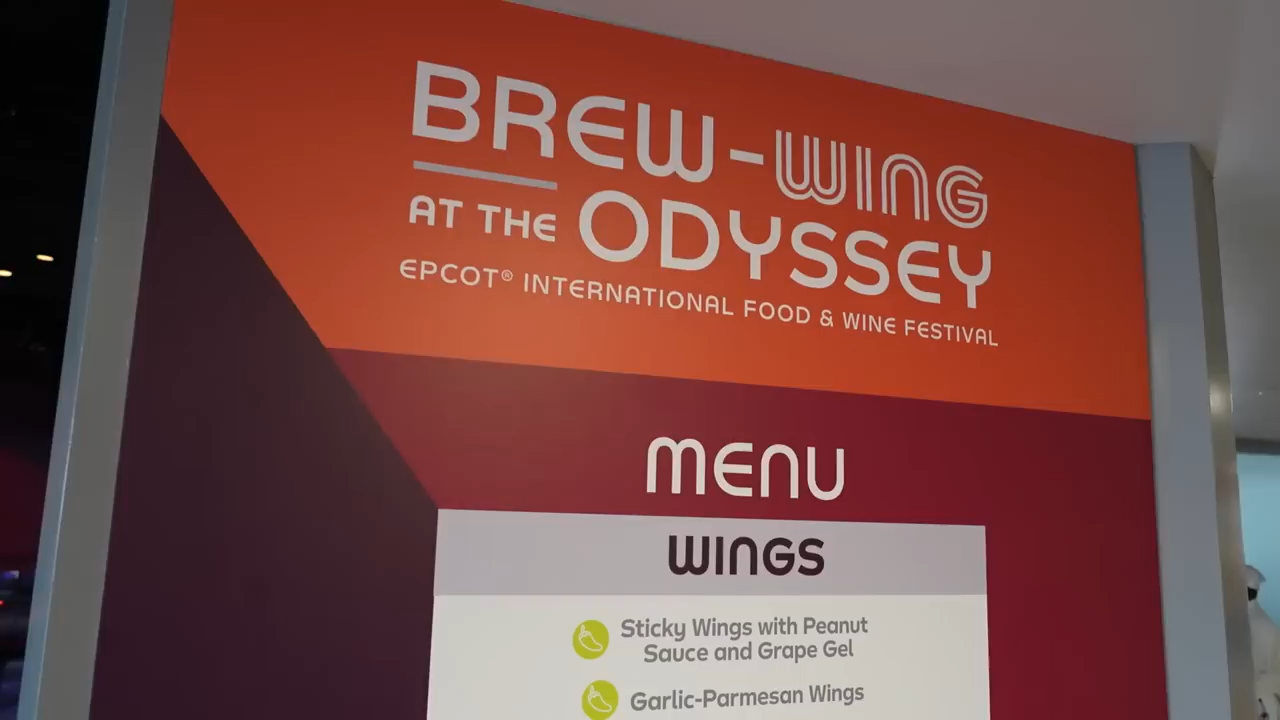 BREW-WING
AT THE ODYSSEY
EPCOT® INTERNATIONAL FOOD & WINE FESTIVAL
MENU
WINGS
Sticky Wings with Peanut
Sauce and Grape Gel
Garlic-Parmesan Wings